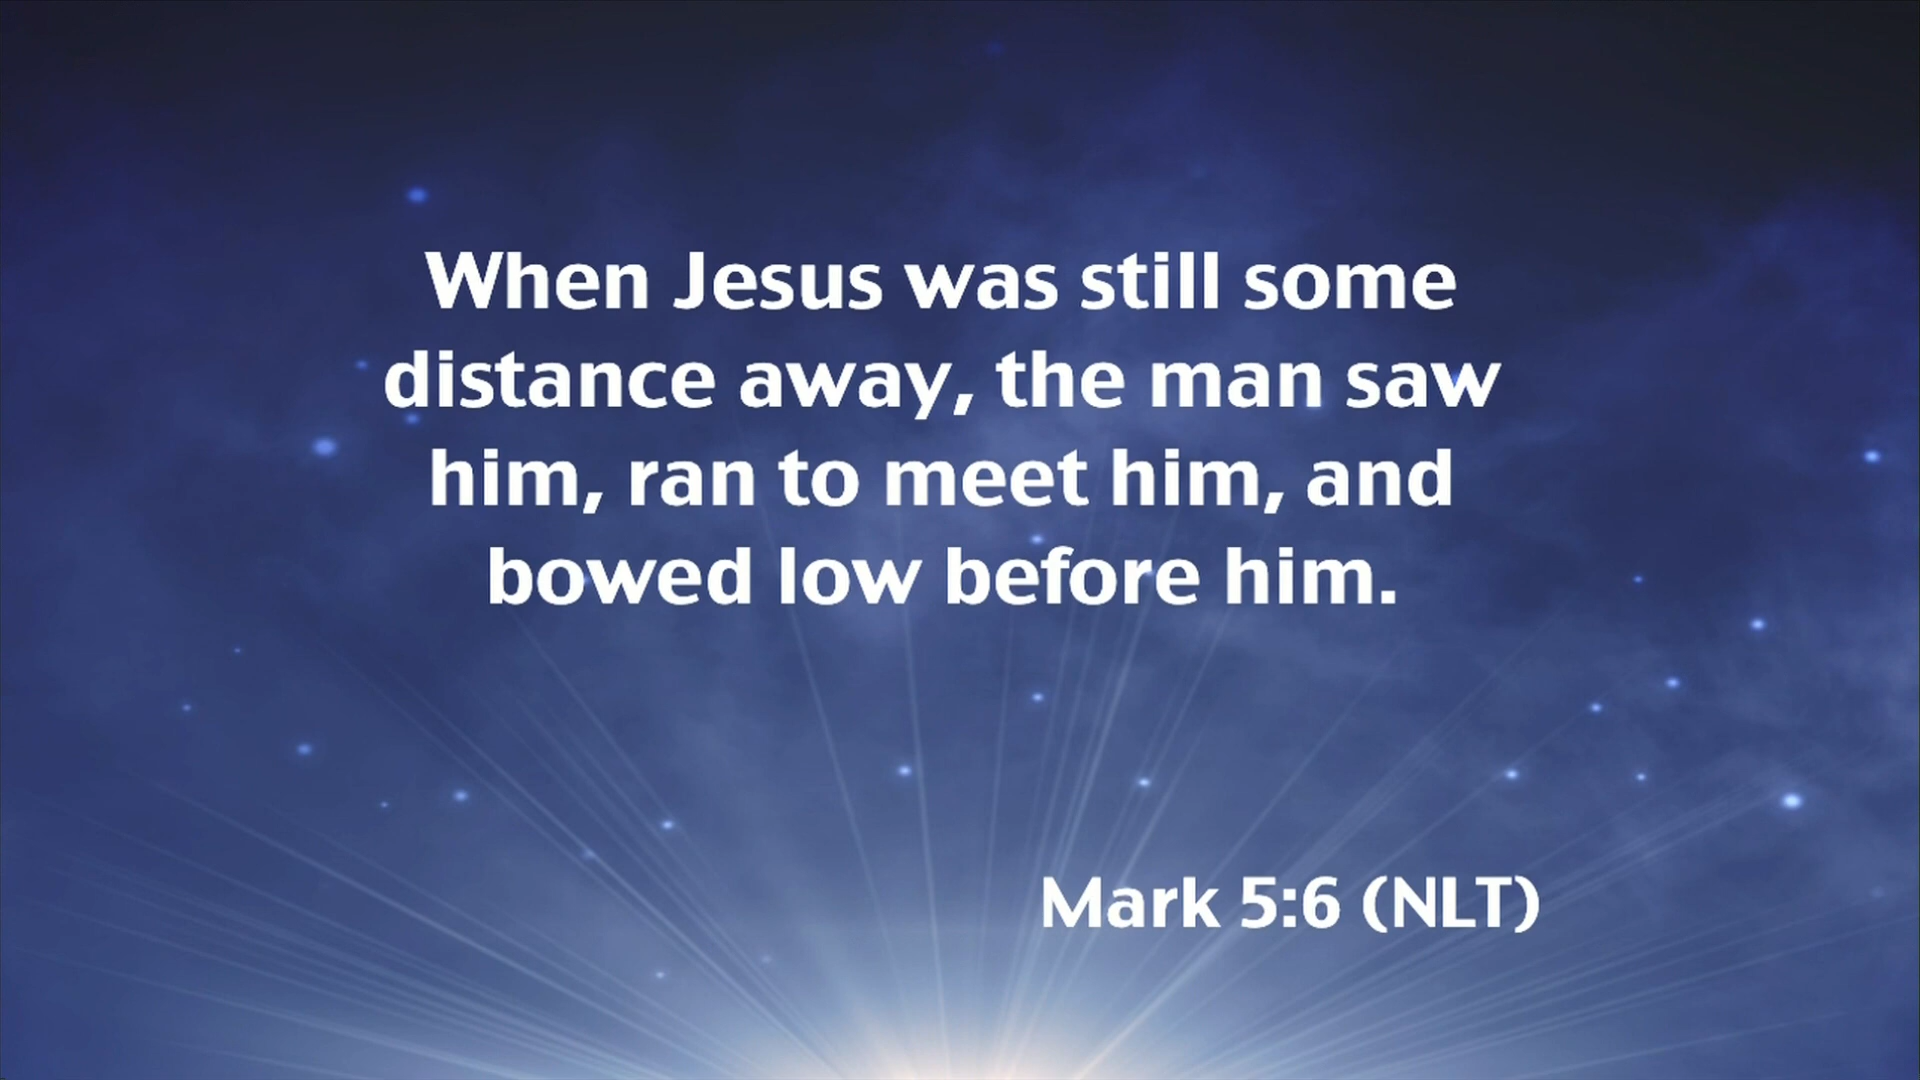 When Jesus was still some
distance away, the man saw
him, ran to meet him, and
bowed low before him.
Mark 5:6 (NLT)